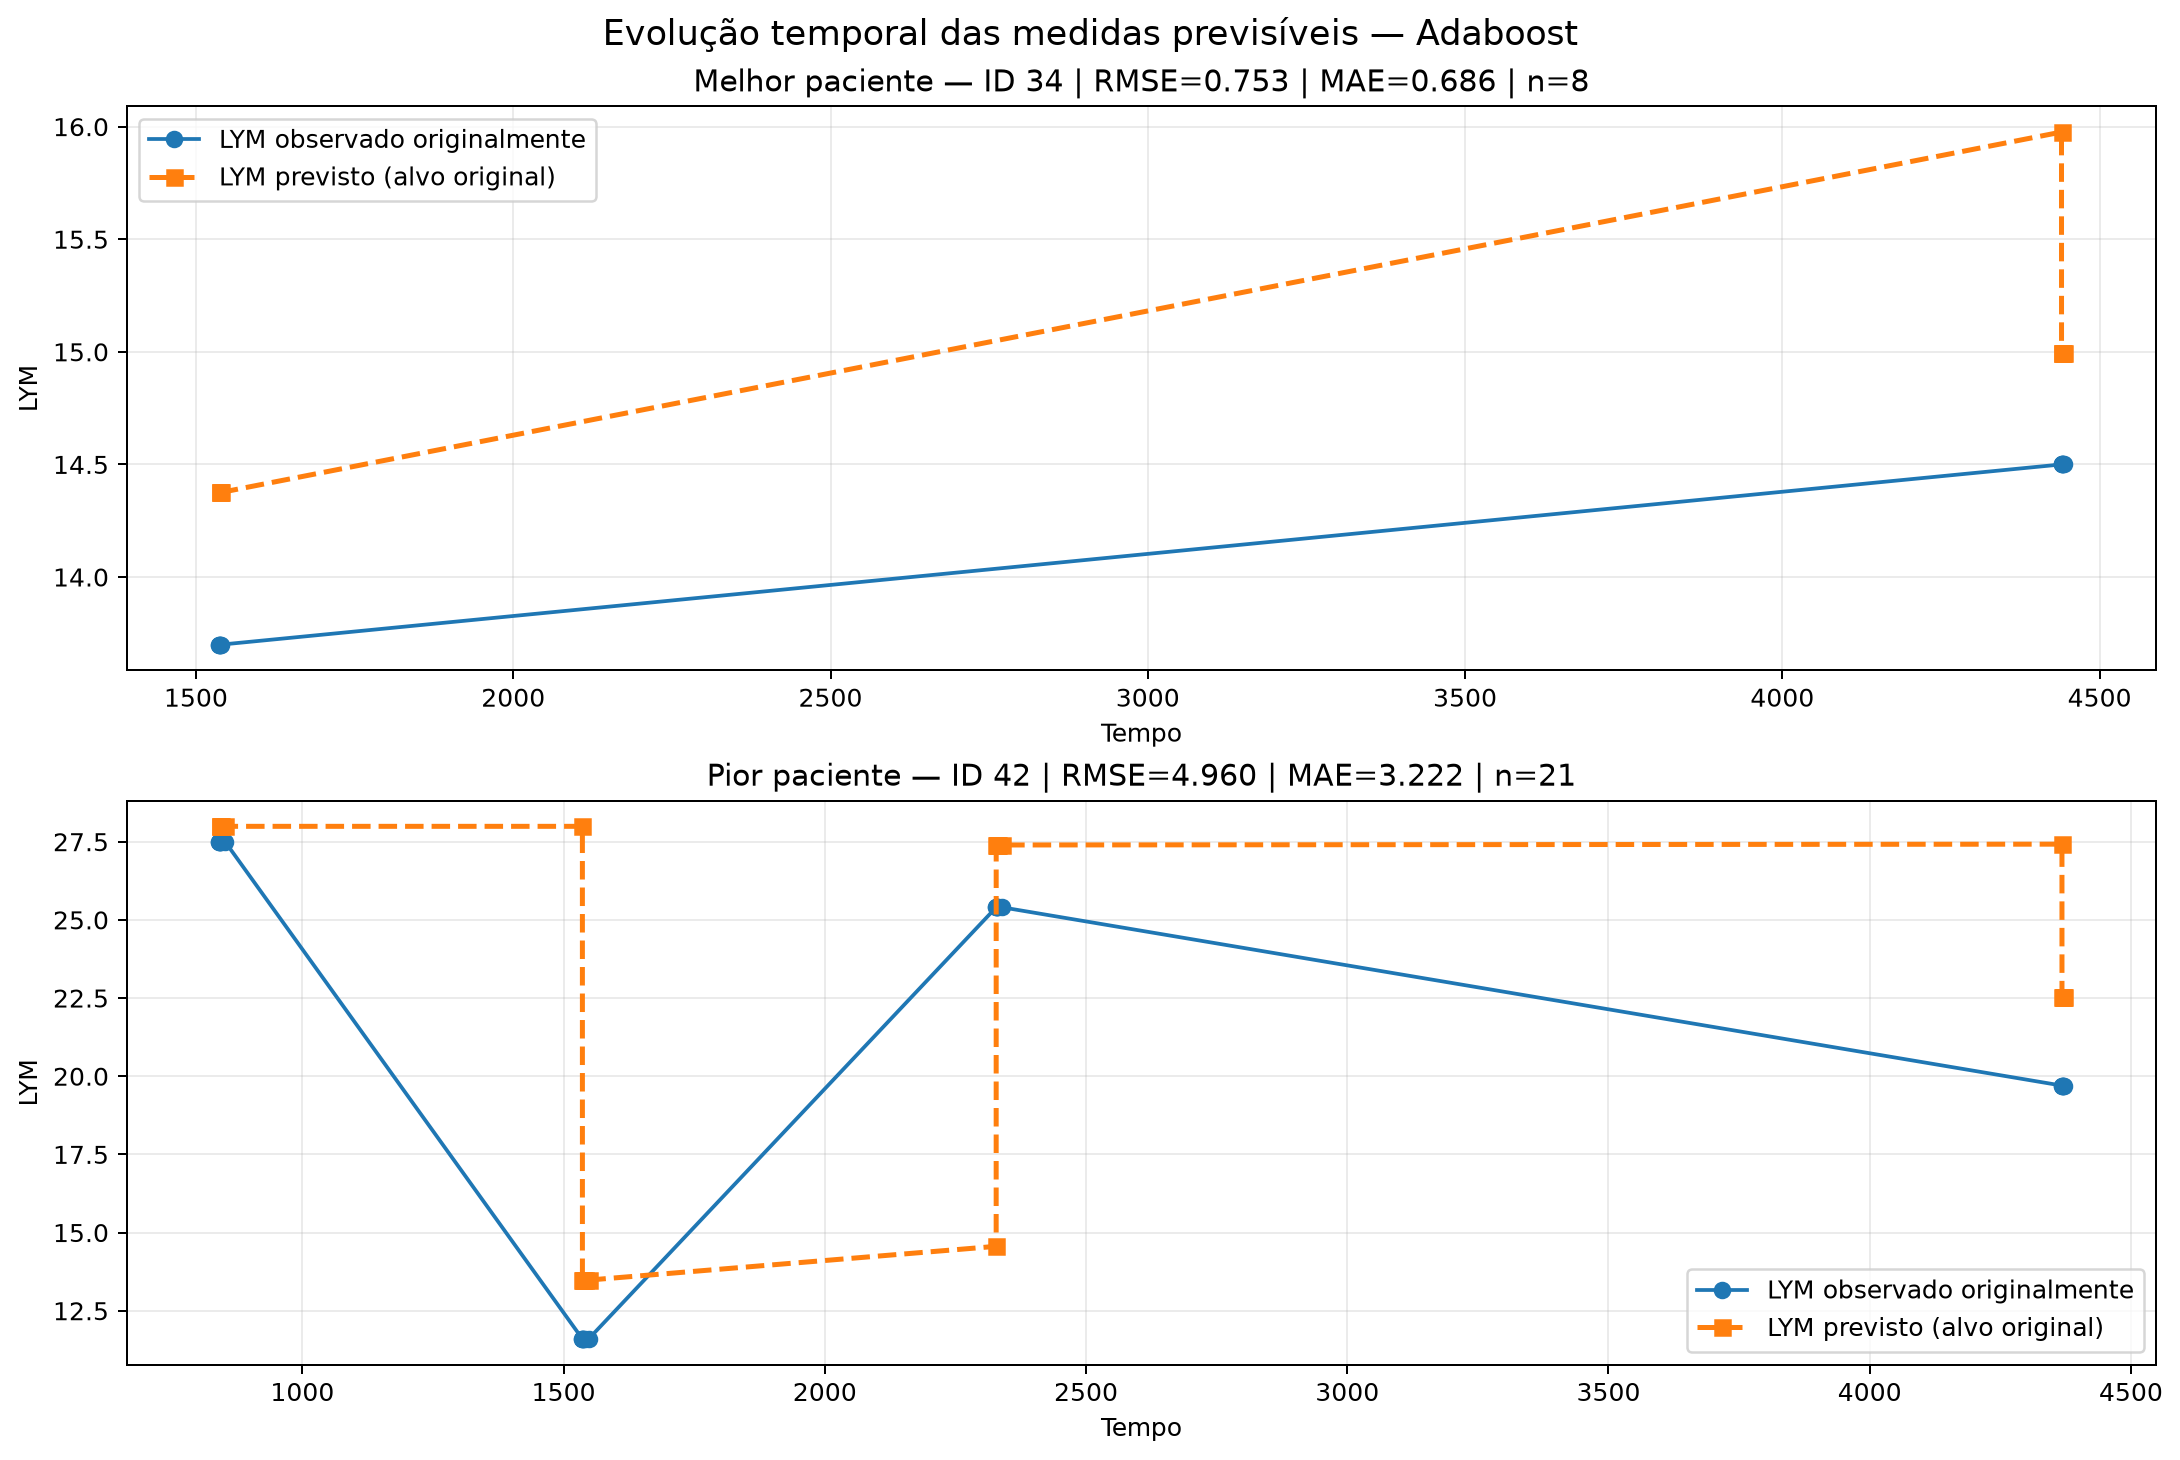 Evolução temporal das medidas previsíveis — Adaboost
Melhor paciente — ID 34 | RMSE=0.753 | MAE=0.686 | n=8
LYM observado originalmente
LYM previsto (alvo original)
16.0
15.5
15.0
14.5
14.0
LYM
1500 2000 2500 3000 3500 4000 4500
Tempo
Pior paciente — ID 42 | RMSE=4.960 | MAE=3.222 | n=21
27.5
25.0
22.5
20.0
17.5
15.0
12.5
LYM
LYM observado originalmente
LYM previsto (alvo original)
1000 1500 2000 2500 3000 3500 4000 4500
Tempo